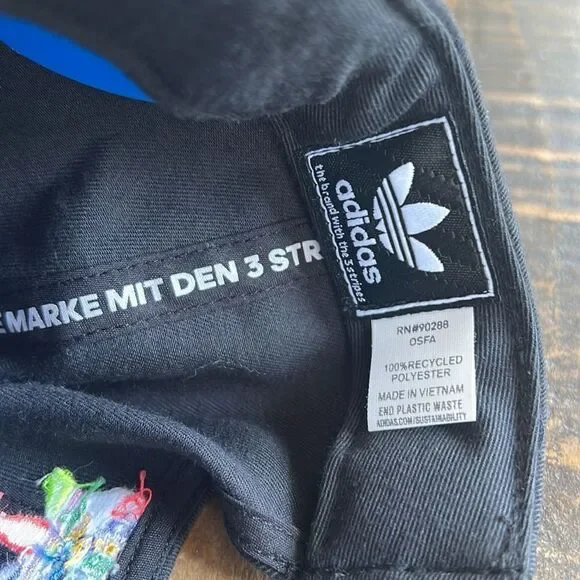 EMARKE MIT DEN 3 STR
adidas
the brand with the 3 stripes
RN#90288
OSFA
100%RECYCLED
POLYESTER
MADE IN VIETNAM
END PLASTIC WASTE
ADIDAS.COM/SUSTAINABILITY